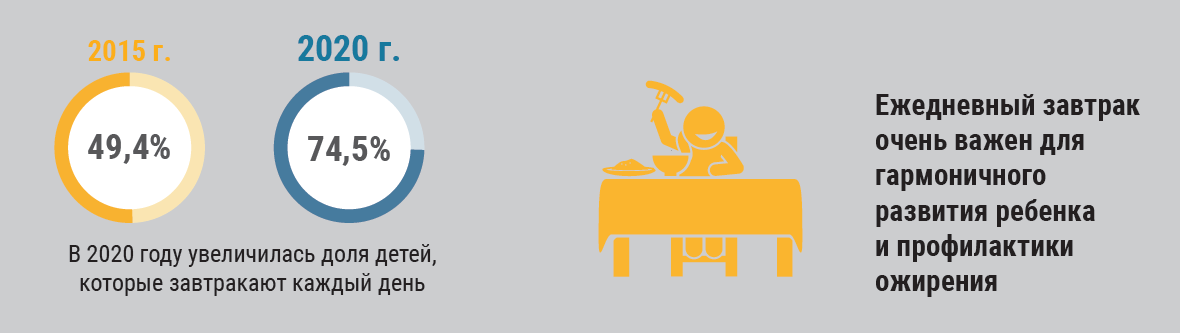 2015 г.
2020 г.
49,4%
74,5%
В 2020 году увеличилась доля детей,
которые завтракают каждый день
Ежедневный завтрак
очень важен для
гармоничного
развития ребенка
и профилактики
ожирения